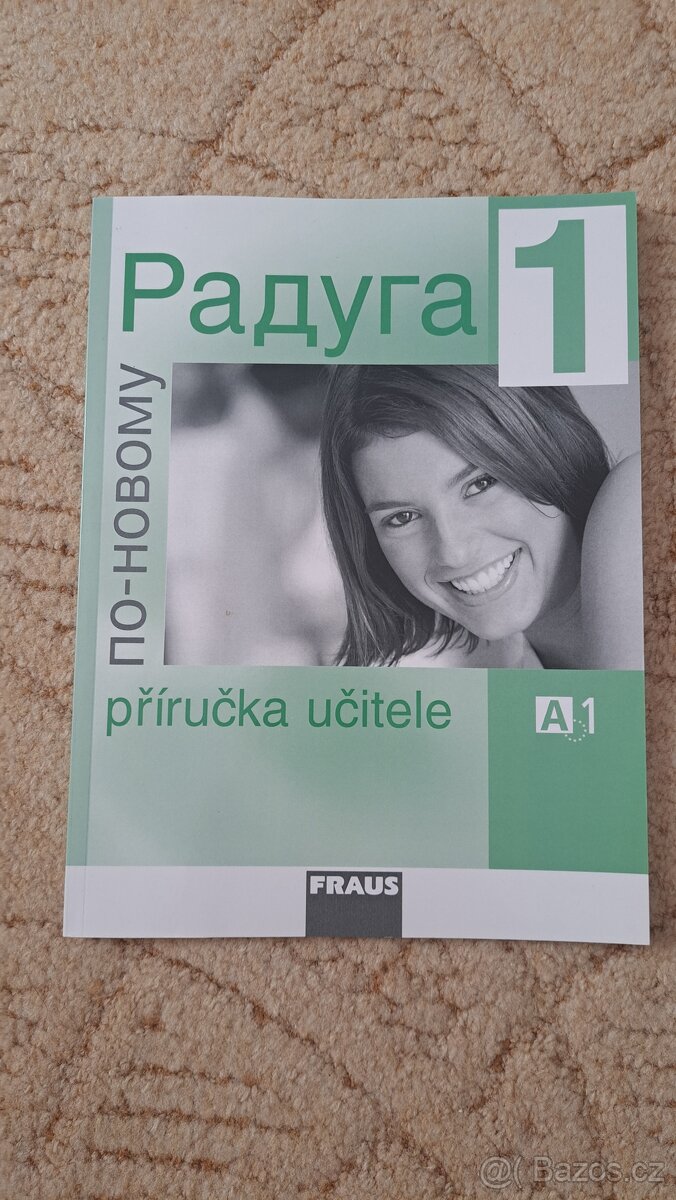 Радуга
1
по-новому
příručka učitele
A1
FRAUS
@( Bazos.cz